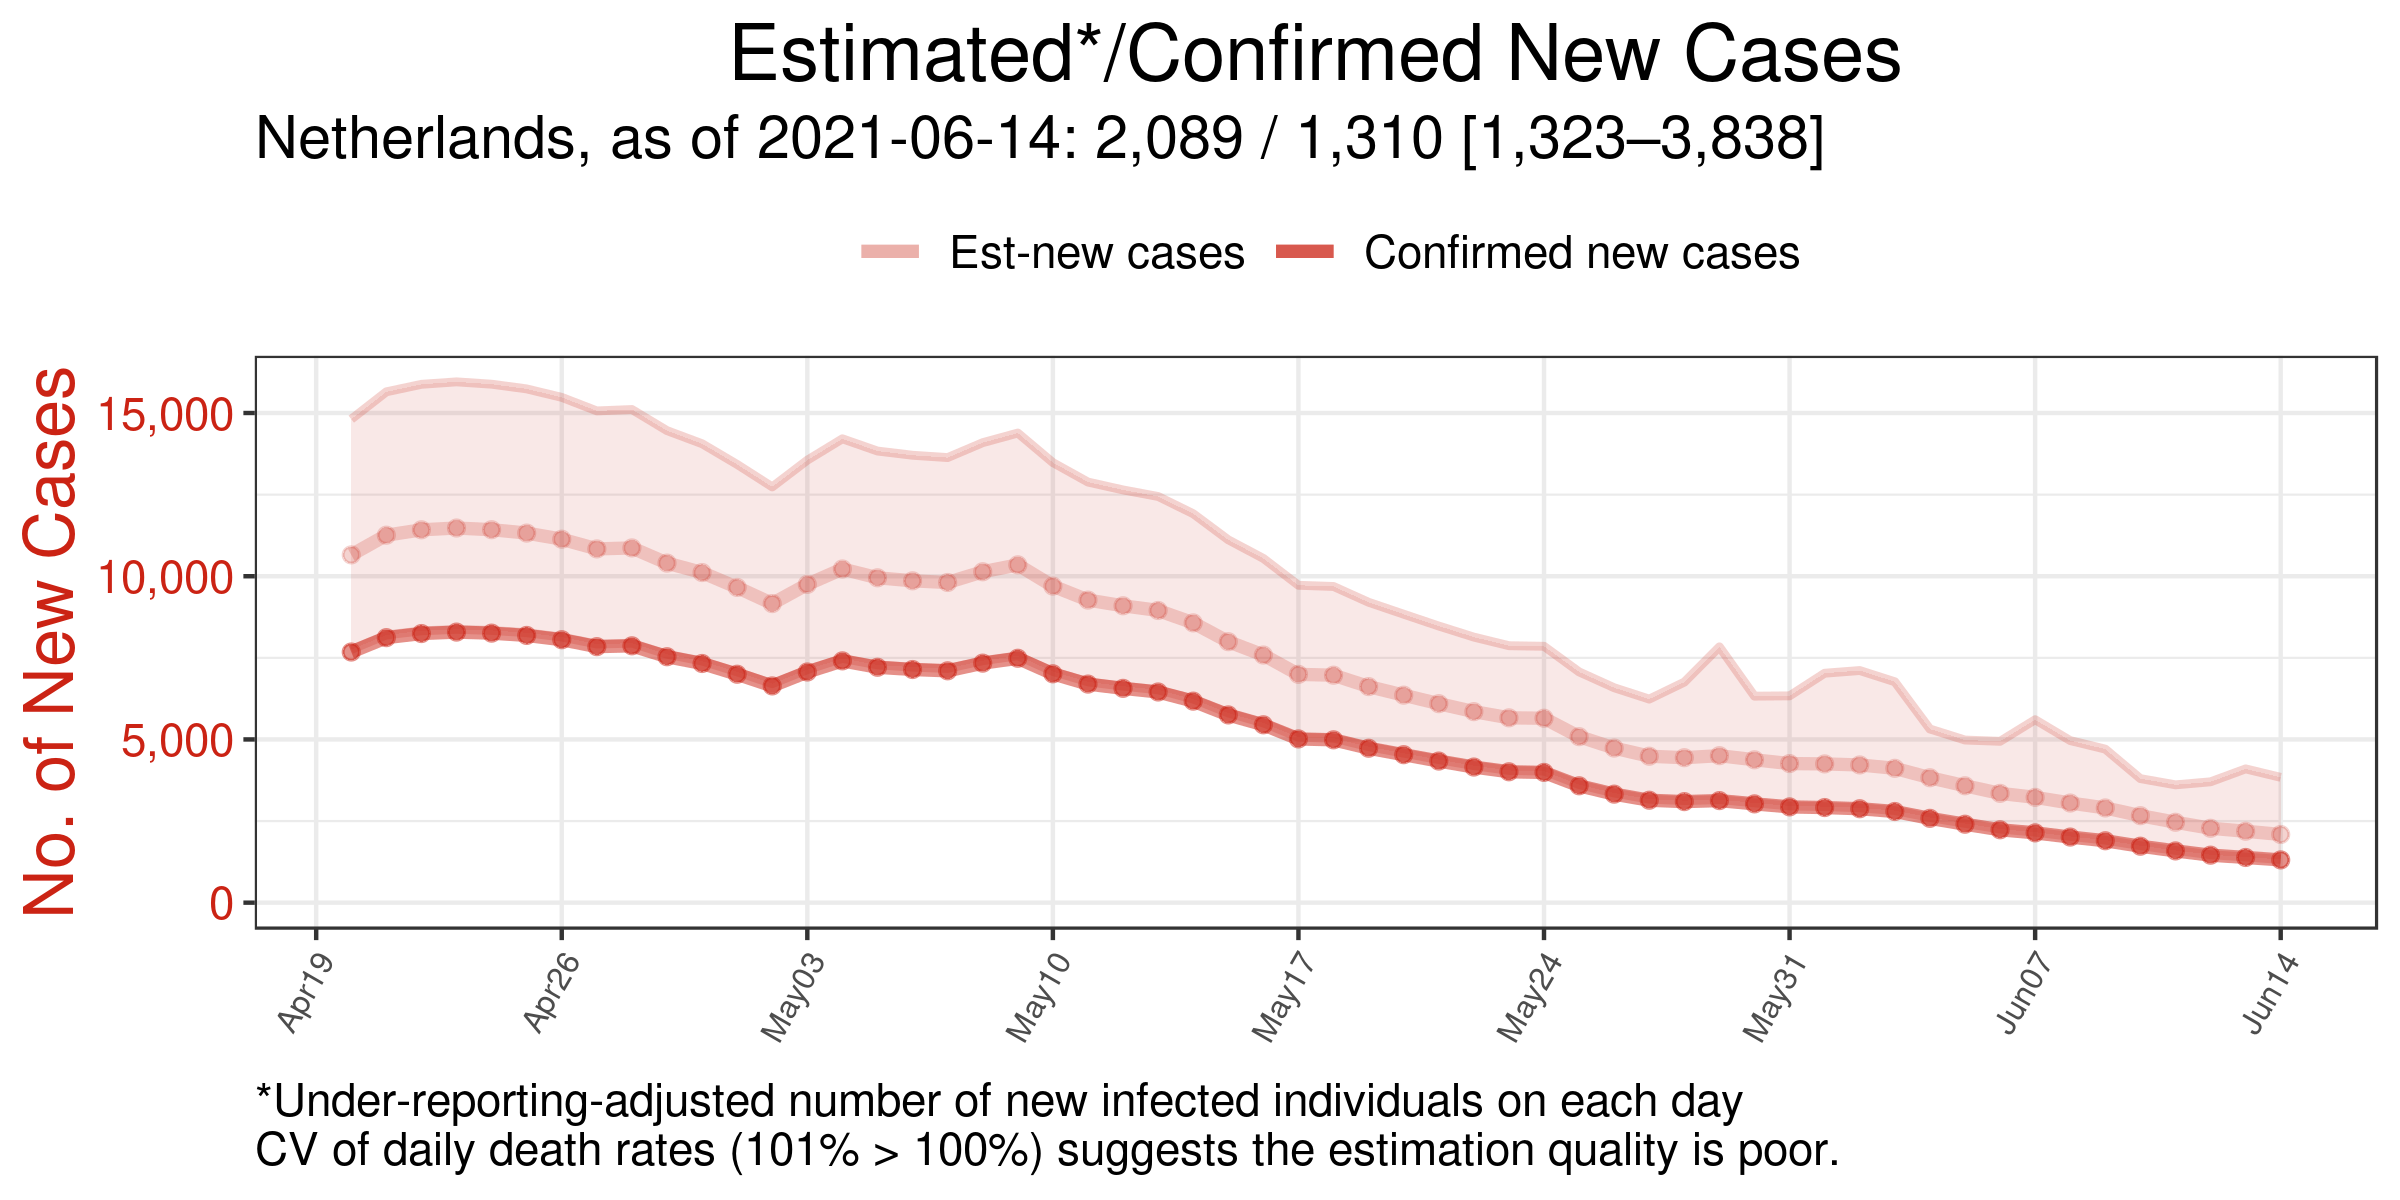 Estimated*/Confirmed New Cases
Netherlands, as of 2021-06-14: 2,089 / 1,310 [1,323–3,838]
Est-new cases Confirmed new cases
No. of New Cases
15,000
10,000
5,000
0
Apr19 Apr26 May03 May10 May17 May24 May31 Jun07 Jun14
*Under-reporting-adjusted number of new infected individuals on each day
CV of daily death rates (101% > 100%) suggests the estimation quality is poor.